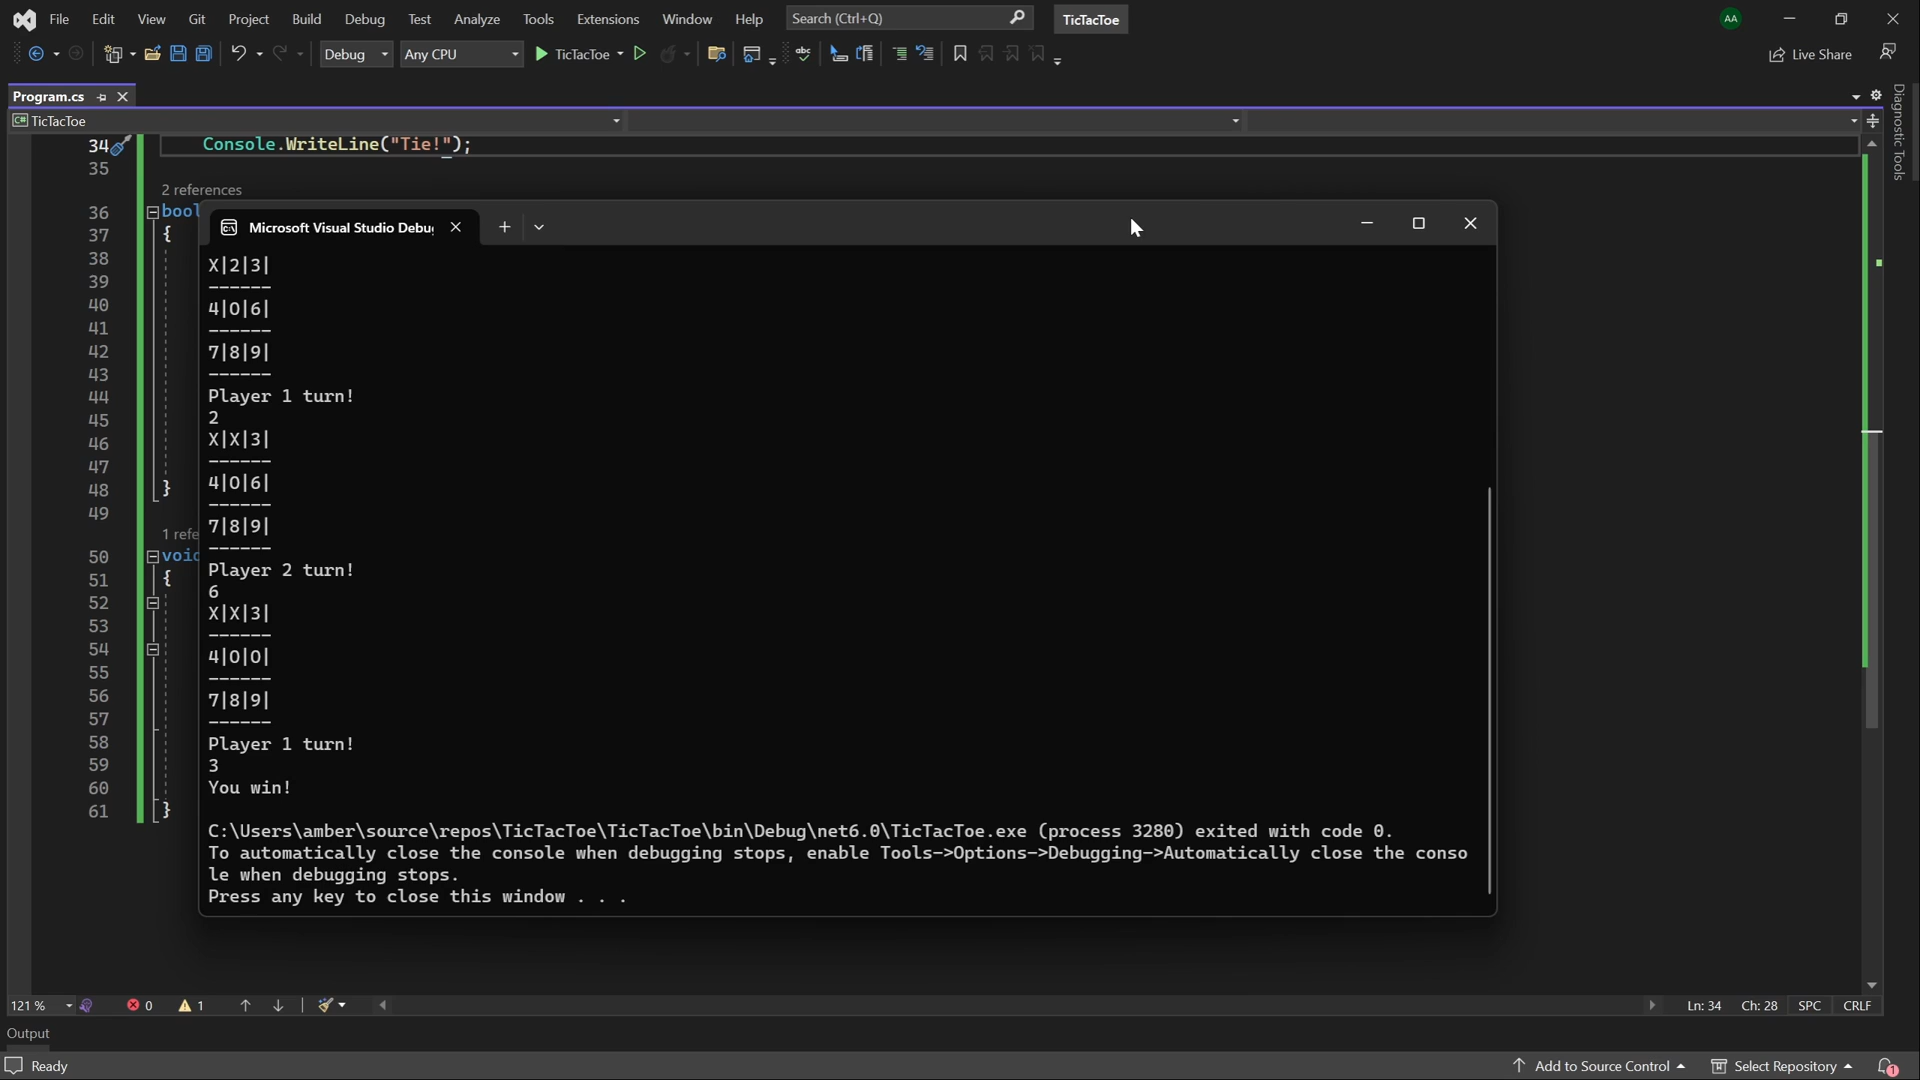 File Edit View Git Project Build Debug Test Analyze Tools Extensions Window Help Search (Ctrl+Q) TicTacToe AA
Debug Any CPU TicTacToe abc Live Share
Program.cs
C# TicTacToe
Diagnostic Tools
34 Console.WriteLine("Tie!");
35
2 references
36 bool
37 {
38
39
40
41
42
43
44
45
46
47
48 }
49
1 refe
50 void
51 {
52
53
54
55
56
57
58
59
60
61 }
Microsoft Visual Studio Debu
X|2|3|
------
4|O|6|
------
7|8|9|
------
Player 1 turn!
2
X|X|3|
------
4|O|6|
------
7|8|9|
------
Player 2 turn!
6
X|X|3|
------
4|O|O|
------
7|8|9|
------
Player 1 turn!
3
You win!
C:\Users\amber\source\repos\TicTacToe\TicTacToe\bin\Debug\net6.0\TicTacToe.exe (process 3280) exited with code 0.
To automatically close the console when debugging stops, enable Tools->Options->Debugging->Automatically close the conso
le when debugging stops.
Press any key to close this window . . .
121 % 0 1 Ln: 34 Ch: 28 SPC CRLF
Output
Ready Add to Source Control Select Repository 1